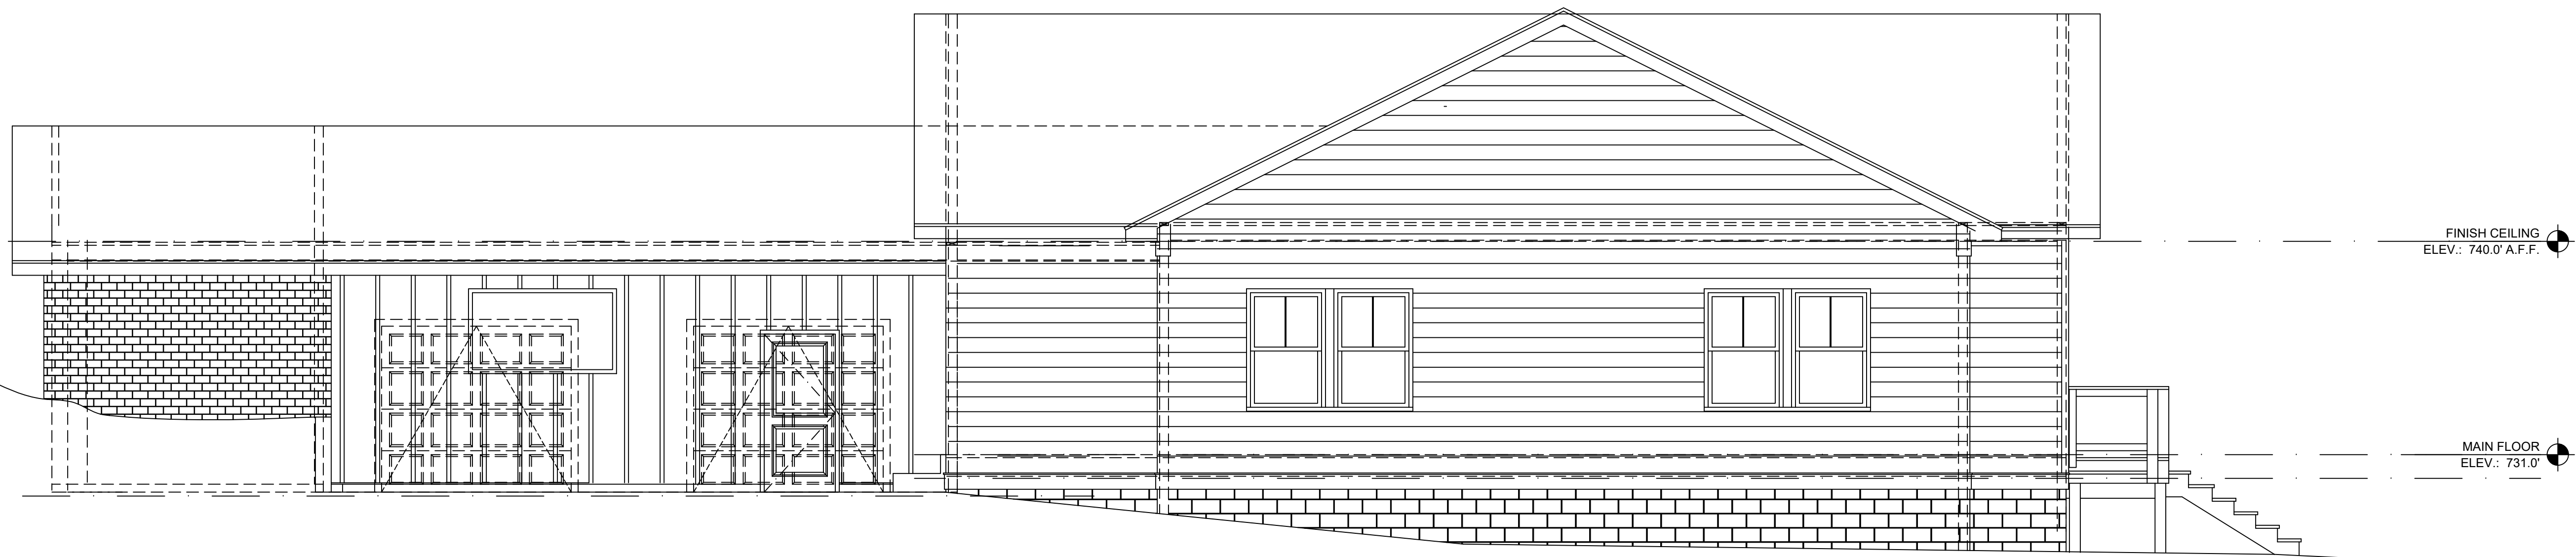 FINISH CEILING
ELEV.: 740.0' A.F.F.
MAIN FLOOR
ELEV.: 731.0'